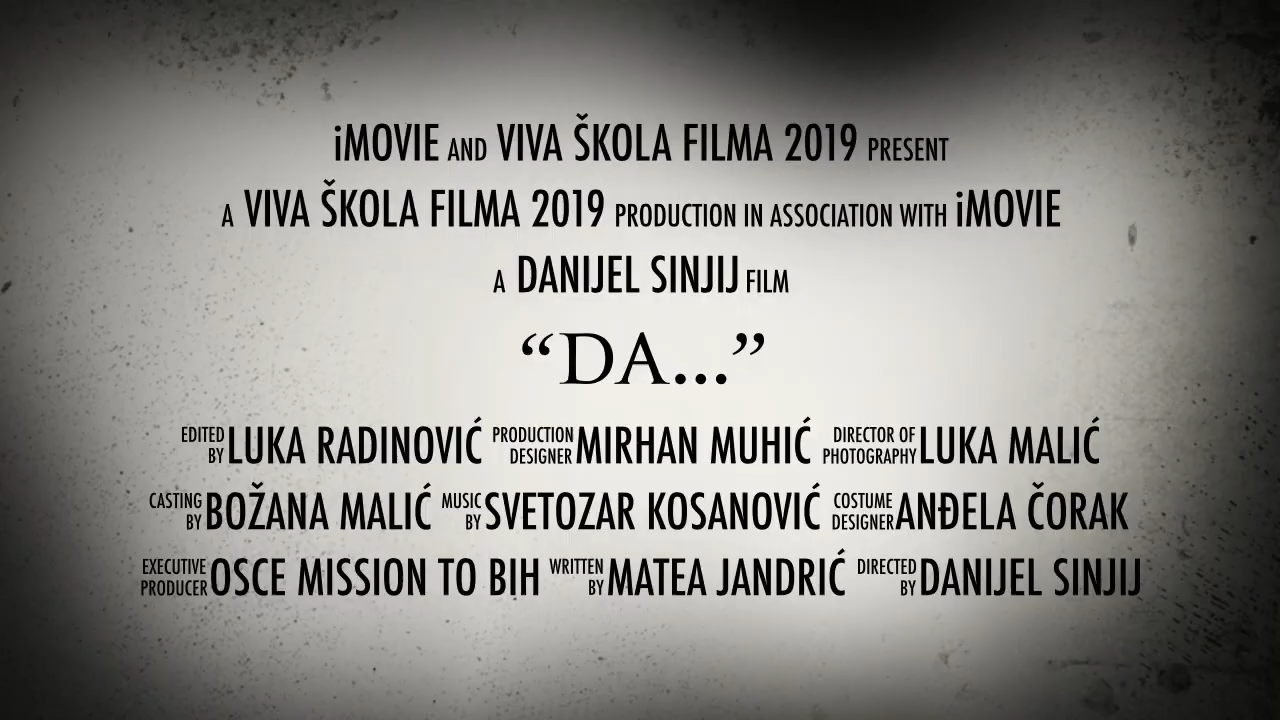 iMOVIE AND VIVA ŠKOLA FILMA 2019 PRESENT
A VIVA ŠKOLA FILMA 2019 PRODUCTION IN ASSOCIATION WITH iMOVIE
A DANIJEL SINJIJ FILM
“DA...”
EDITED BY LUKA RADINOVIĆ PRODUCTION DESIGNER MIRHAN MUHIĆ DIRECTOR OF PHOTOGRAPHY LUKA MALIĆ
CASTING BY BOŽANA MALIĆ MUSIC BY SVETOZAR KOSANOVIĆ COSTUME DESIGNER ANĐELA ČORAK
EXECUTIVE PRODUCER OSCE MISSION TO BIH WRITTEN BY MATEA JANDRIĆ DIRECTED BY DANIJEL SINJIJ